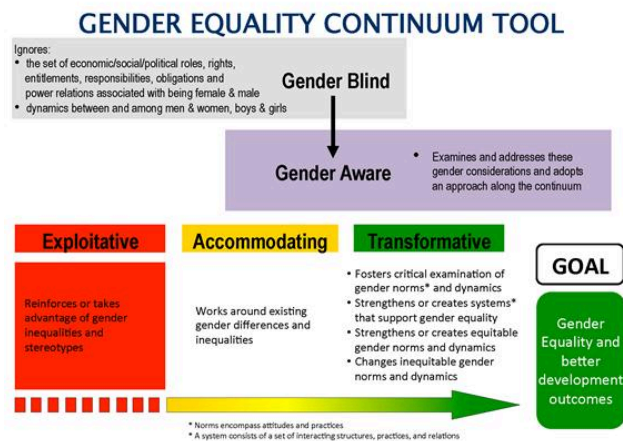 GENDER EQUALITY CONTINUUM TOOL
Ignores:
• the set of economic/social/political roles, rights,
entitlements, responsibilities, obligations and
power relations associated with being female & male
• dynamics between and among men & women, boys & girls
Gender Blind
Gender Aware
• Examines and addresses these
gender considerations and adopts
an approach along the continuum
Exploitative
Reinforces or takes
advantage of gender
inequalities and
stereotypes
Accommodating
Works around existing
gender differences and
inequalities
Transformative
• Fosters critical examination of
gender norms* and dynamics
• Strengthens or creates systems*
that support gender equality
• Strengthens or creates equitable
gender norms and dynamics
• Changes inequitable gender
norms and dynamics
GOAL
Gender
Equality and
better
development
outcomes
* Norms encompass attitudes and practices
* A system consists of a set of interacting structures, practices, and relations